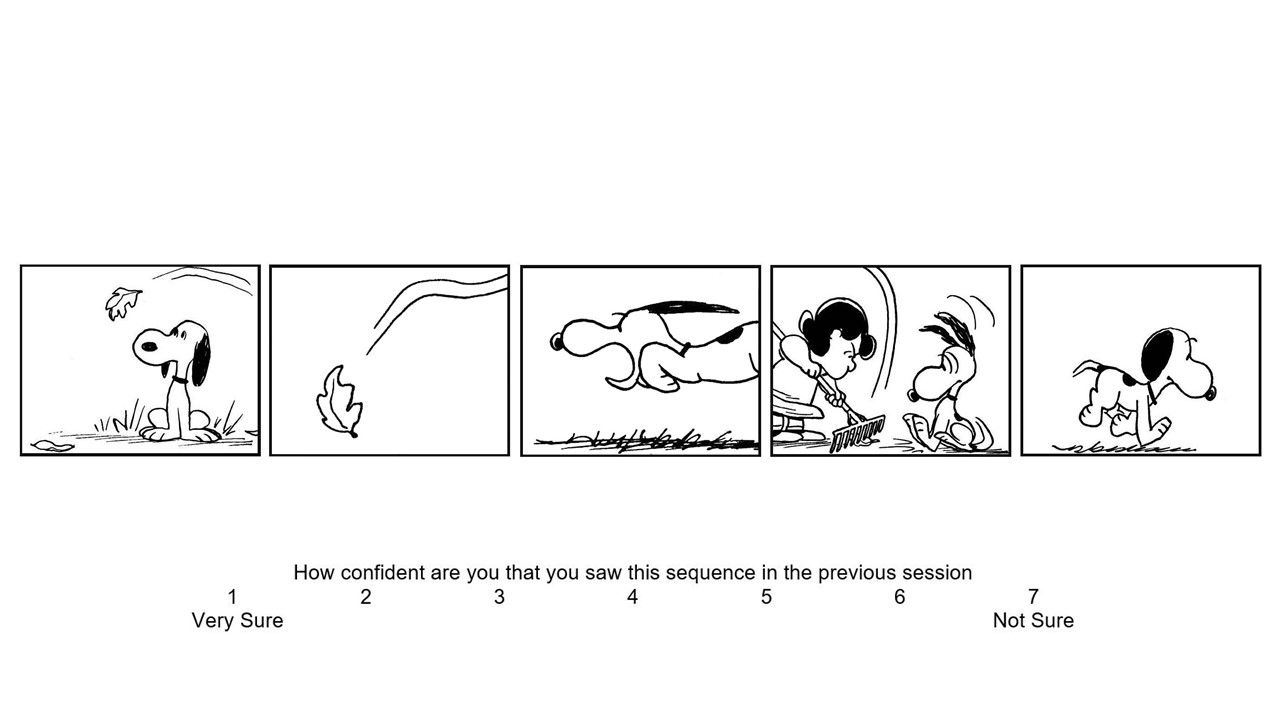 How confident are you that you saw this sequence in the previous session
1 2 3 4 5 6 7
Very Sure Not Sure